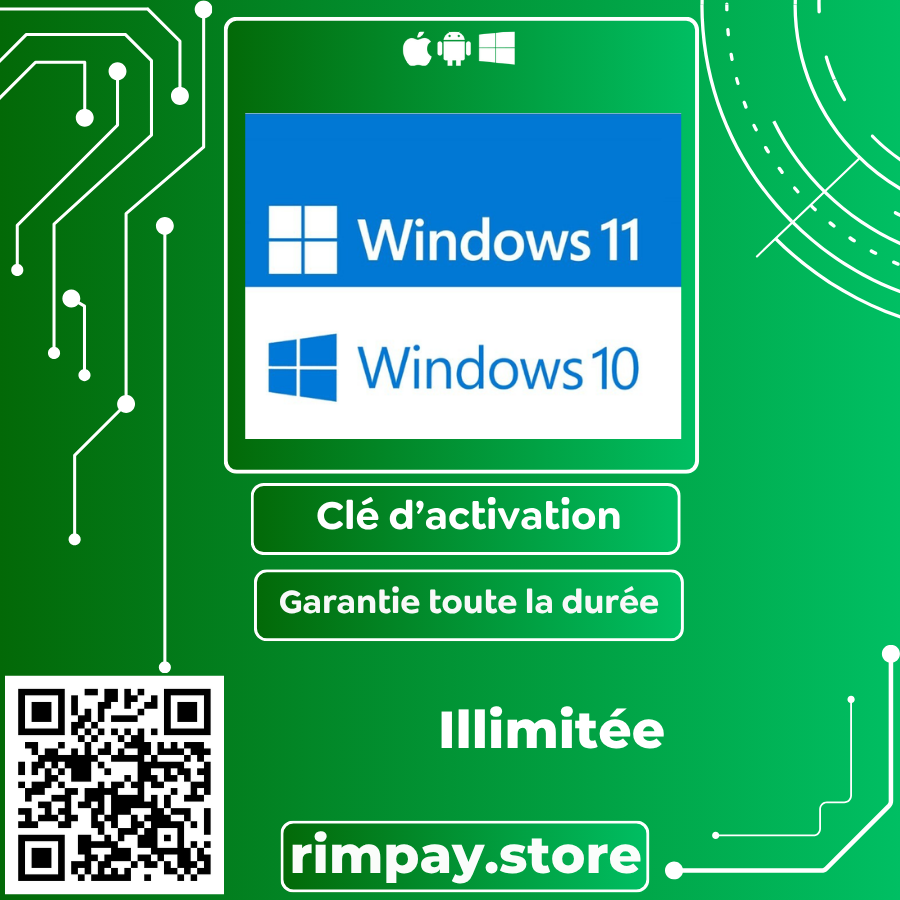 Windows 11
Windows 10
Clé d’activation
Garantie toute la durée
Illimitée
rimpay.store